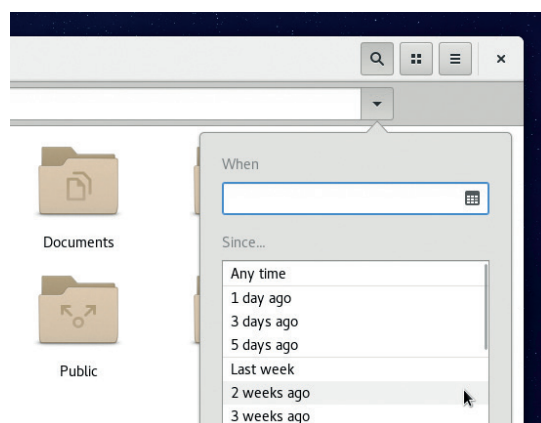 When
Documents
Since...
Any time
1 day ago
3 days ago
5 days ago
Public
Last week
2 weeks ago
3 weeks ago